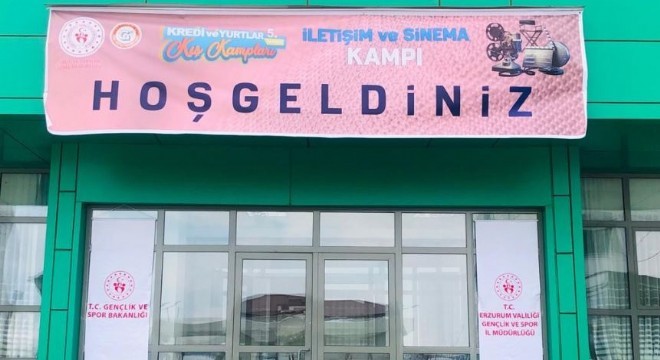 KREDİ ve YURTLAR 5.
Kış Kampları
İLETİŞİM ve SİNEMA
KAMPI
HOŞGELDİNİZ
T.C. GENÇLİK VE
SPOR BAKANLIĞI
T.C.
ERZURUM VALİLİĞİ
GENÇLİK VE SPOR
İL MÜDÜRLÜĞÜ